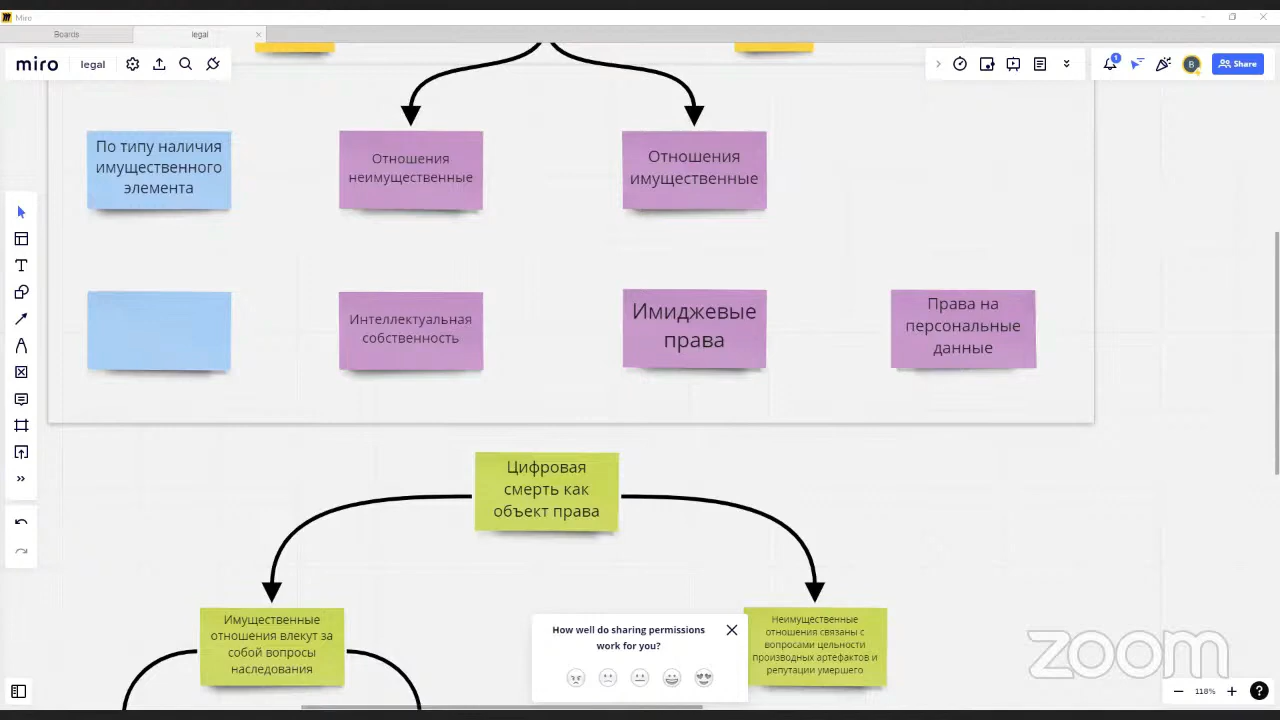 Miro
Boards
legal
miro
legal
1
B
Share
По типу наличия
имущественного
элемента
Отношения
неимущественные
Отношения
имущественные
Интеллектуальная
собственность
Имиджевые
права
Права на
персональные
данные
Цифровая
смерть как
объект права
Имущественные
отношения влекут за
собой вопросы
наследования
How well do sharing permissions
work for you?
Неимущественные
отношения связаны с
вопросами цельности
производных артефактов и
репутации умершего
zoom
118%